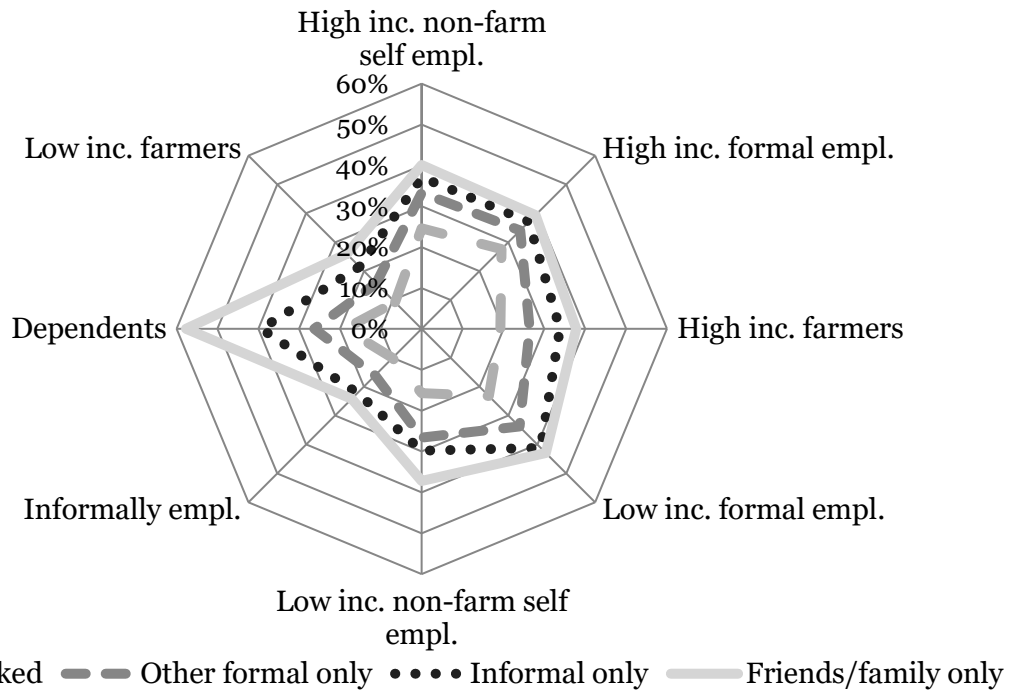 High inc. non-farm
self empl.
60%
50%
Low inc. farmers
High inc. formal empl.
40%
30%
20%
10%
Dependents
0%
High inc. farmers
Informally empl.
Low inc. formal empl.
Low inc. non-farm self
empl.
ked Other formal only Informal only Friends/family only